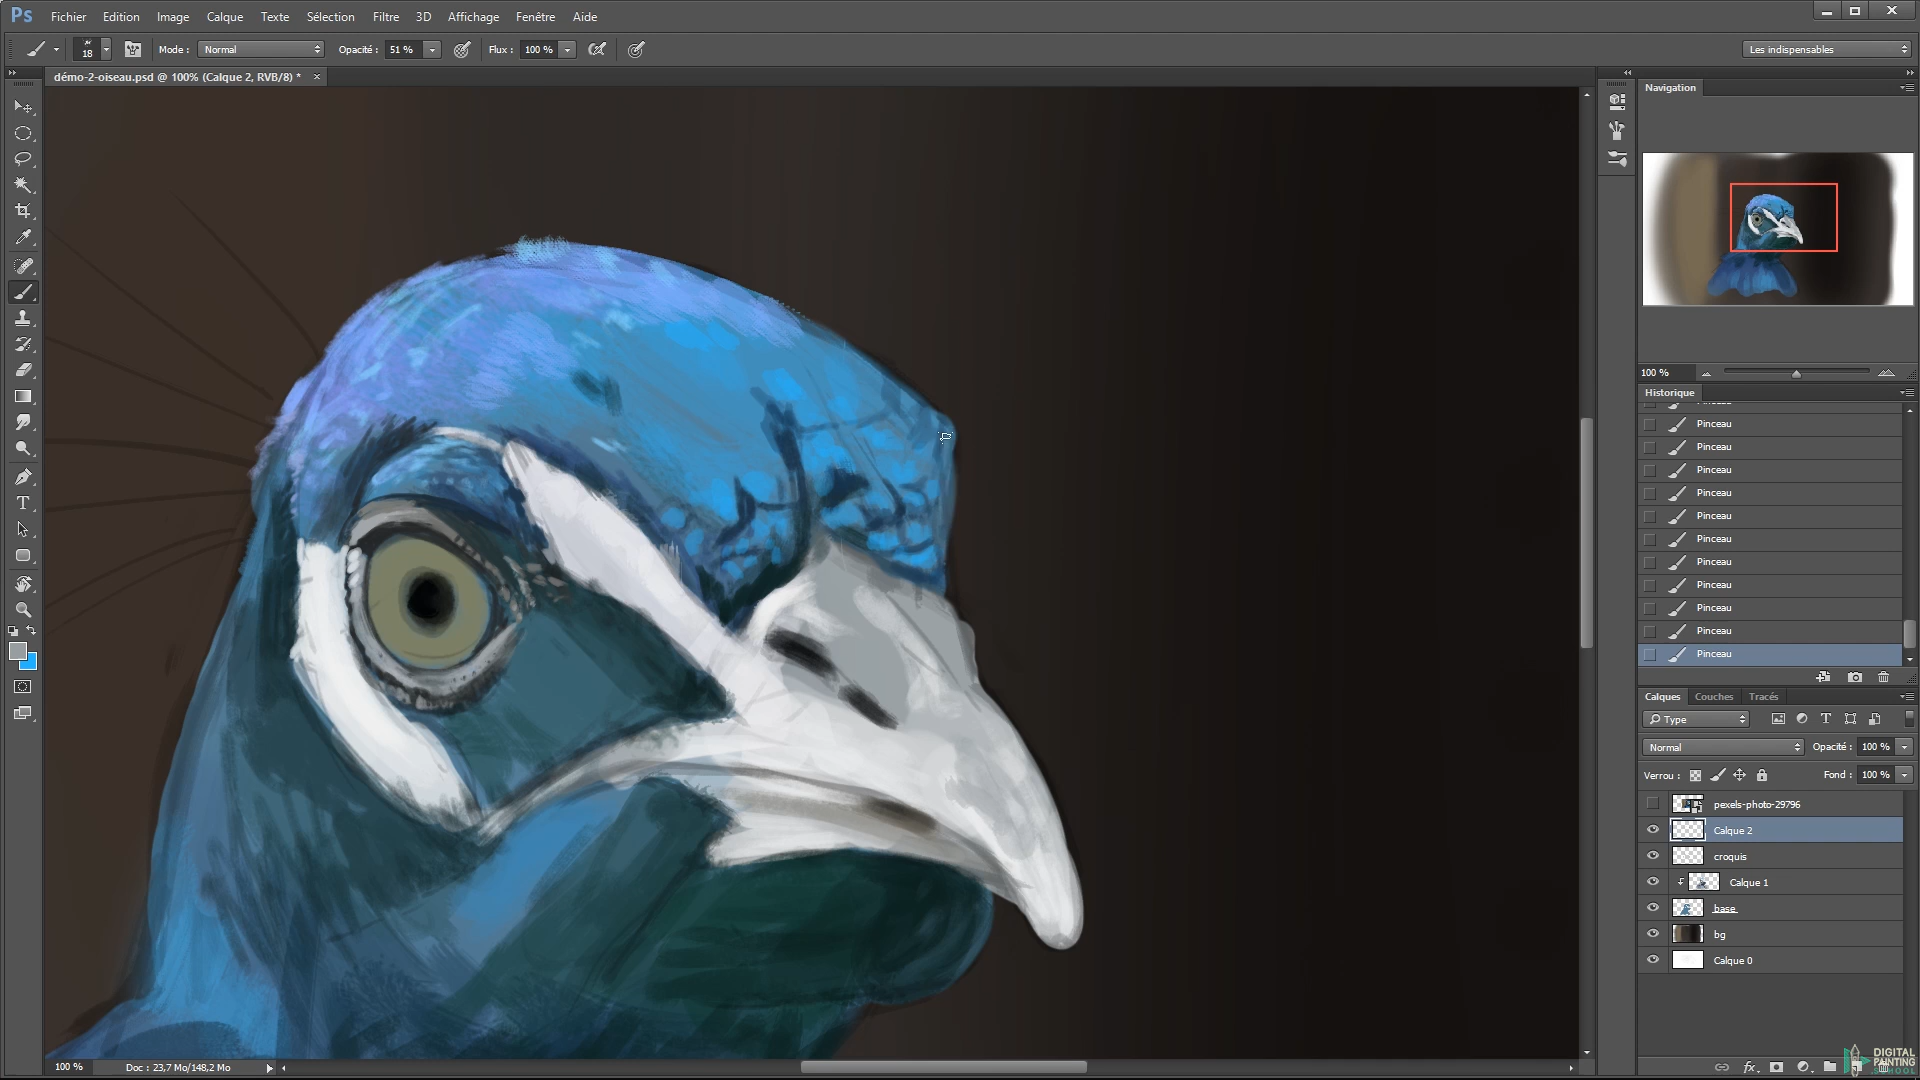 Ps Fichier Edition Image Calque Texte Sélection Filtre 3D Affichage Fenêtre Aide
18 Mode : Normal Opacité : 51 % Flux : 100 % Les indispensables
démo-2-oiseau.psd @ 100% (Calque 2, RVB/8) * ×
Navigation
100 %
Historique
Pinceau
Pinceau
Pinceau
Pinceau
Pinceau
Pinceau
Pinceau
Pinceau
Pinceau
Pinceau
Pinceau
Calques Couches Tracés
Type
Normal Opacité : 100 %
Verrou : Fond : 100 %
pexels-photo-29796
Calque 2
croquis
Calque 1
base
bg
Calque 0
100 % Doc : 23,7 Mo/148,2 Mo
fx
DIGITAL
PAINTING
.SCHOOL